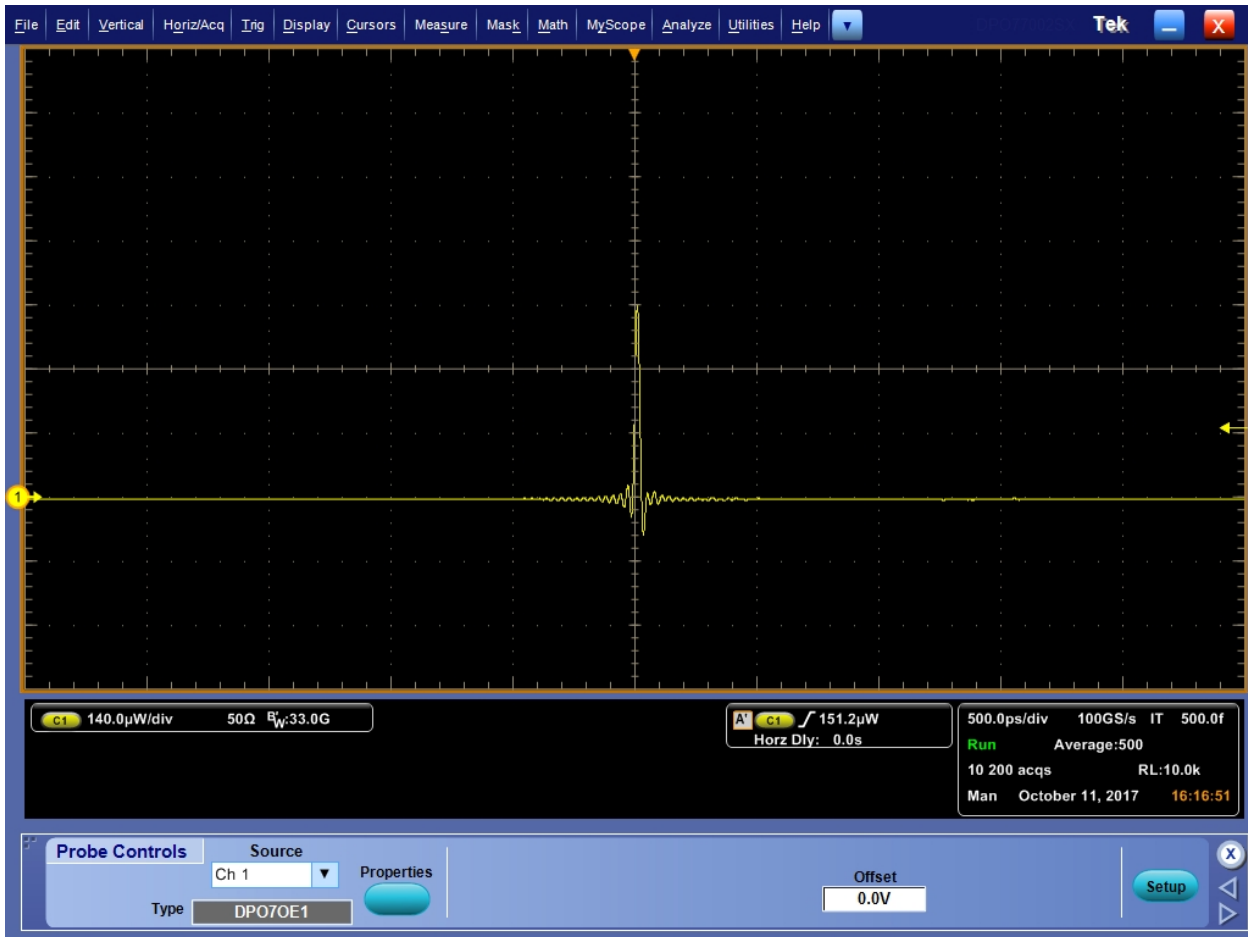 File Edit Vertical Horiz/Acq Trig Display Cursors Measure Mask Math MyScope Analyze Utilities Help Tek X
1
C1 140.0µW/div 50Ω BW:33.0G
A' C1 151.2µW
Horz Dly: 0.0s
500.0ps/div 100GS/s IT 500.0f
Run Average:500
10 200 acqs RL:10.0k
Man October 11, 2017 16:16:51
Probe Controls Source X
Ch 1 Properties Offset
0.0V Setup
Type DPO7OE1